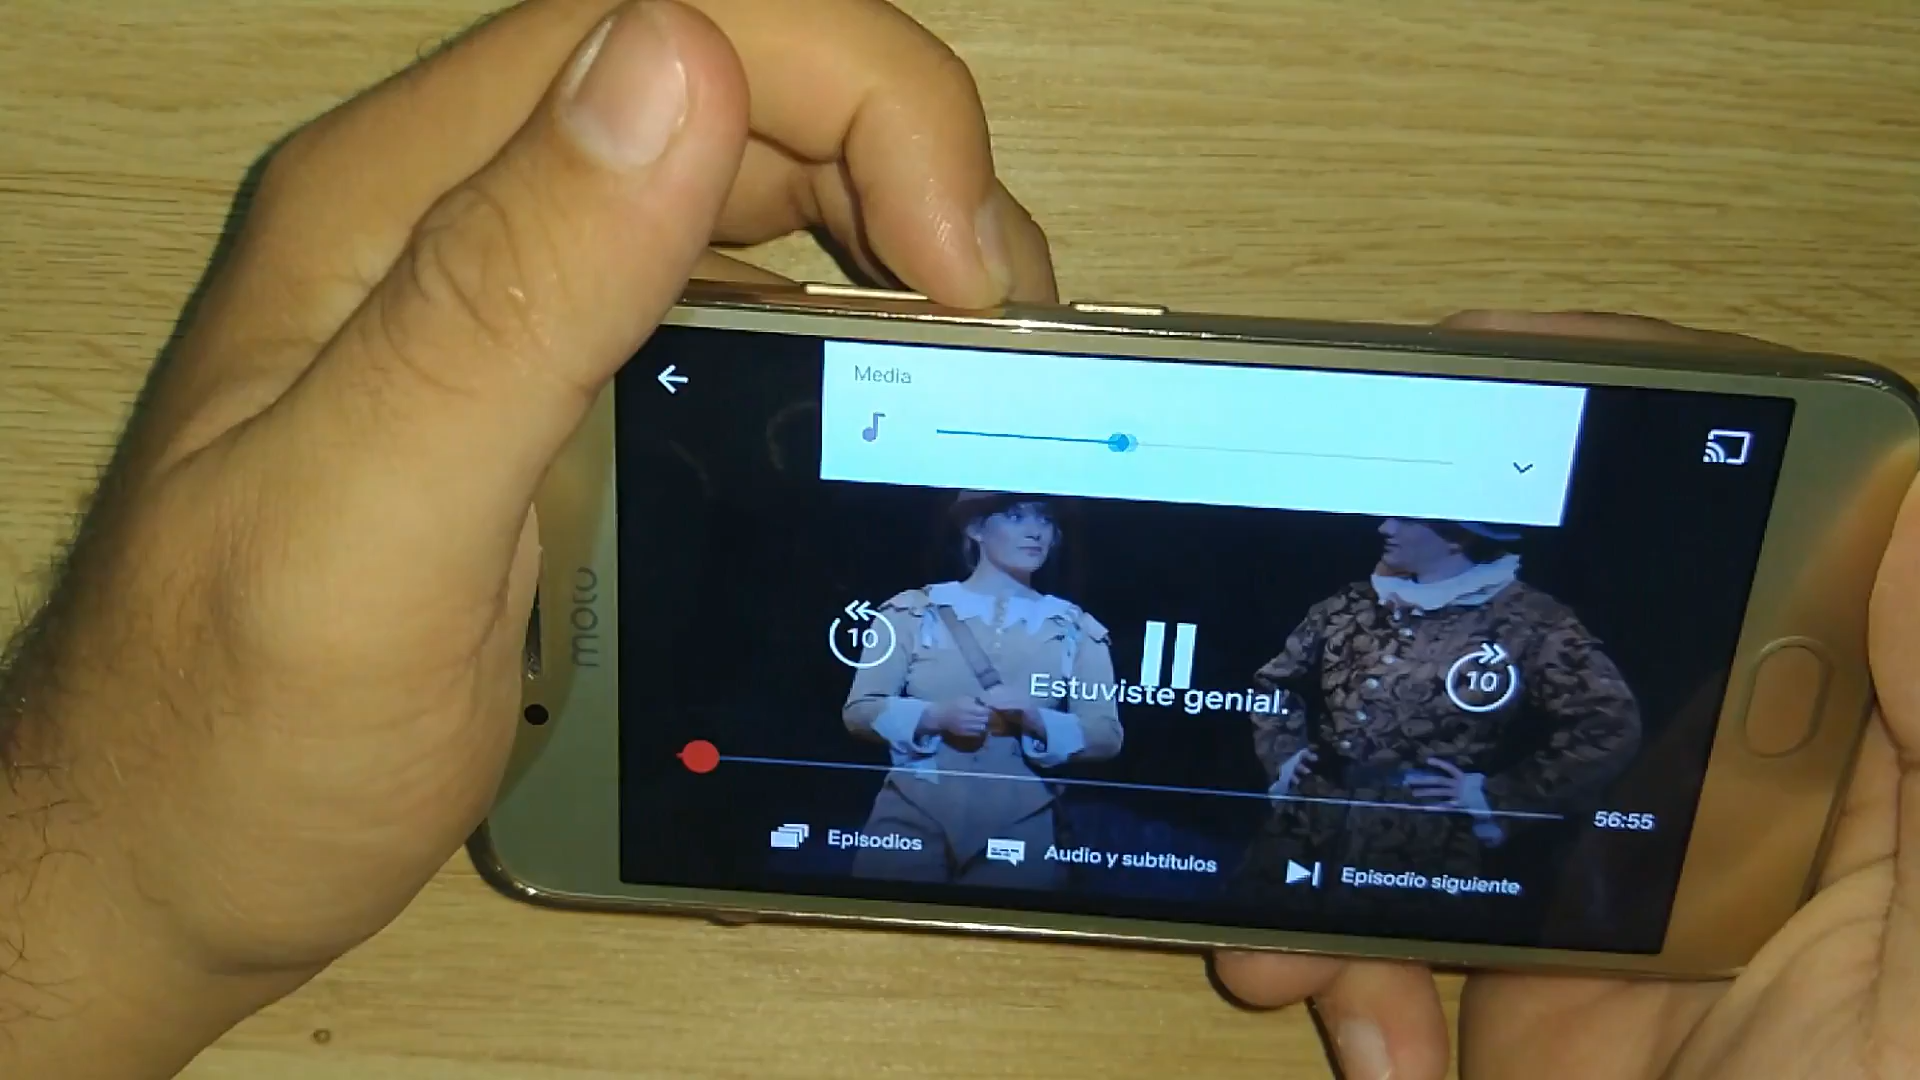 Media
moto
10
10
Estuviste genial.
56:55
Episodios
Audio y subtítulos
Episodio siguiente